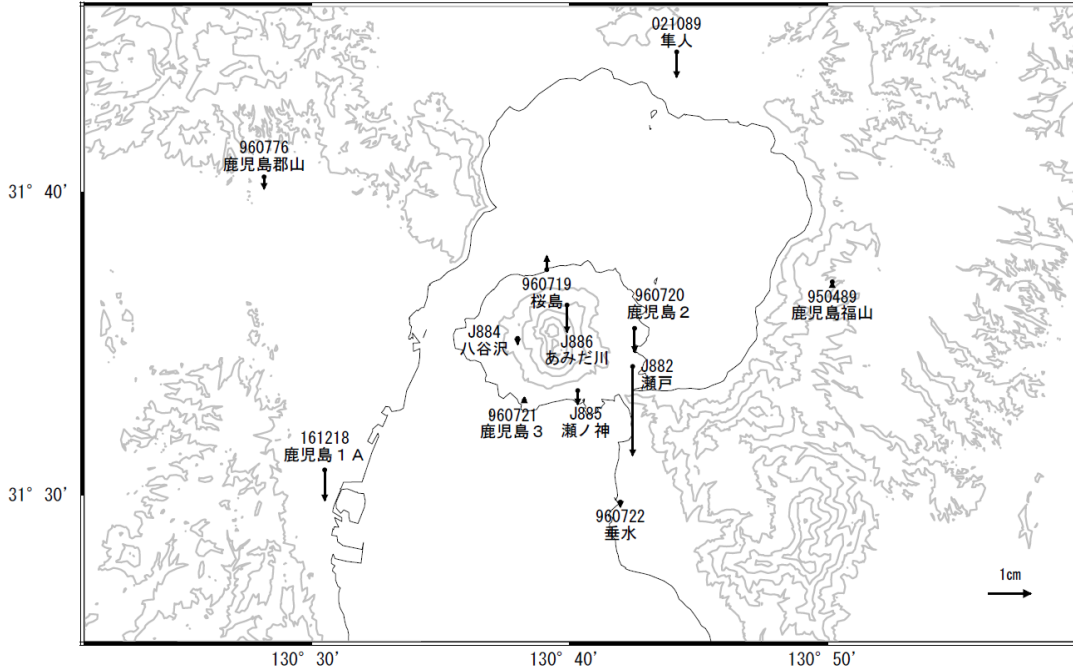 021089
隼人
960776
鹿児島郡山
31° 40′
960719
桜島
960720
鹿児島２
950489
鹿児島福山
J884
八谷沢
J886
あみだ川
J882
瀬戸
960721
鹿児島３
J885
瀬ノ神
161218
鹿児島１Ａ
31° 30′
960722
垂水
1cm
130° 30′
130° 40′
130° 50′